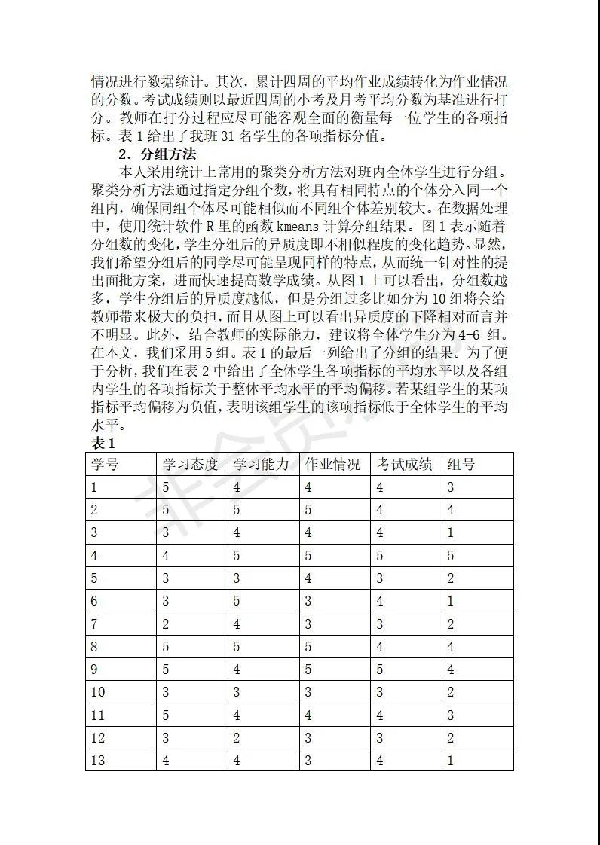 情况进行数据统计。其次，累计四周的平均作业成绩转化为作业情况
的分数。考试成绩则以最近四周的小考及月考平均分数为基准进行打
分。教师在打分过程应尽可能客观全面的衡量每一位学生的各项指
标。表1给出了我班31名学生的各项指标分值。
2．分组方法
本人采用统计上常用的聚类分析方法对班内全体学生进行分组。
聚类分析方法通过指定分组个数，将具有相同特点的个体分入同一个
组内，确保同组个体尽可能相似而不同组个体差别较大。在数据处理
中，使用统计软件R里的函数kmeans计算分组结果。图1表示随着
分组数的变化，学生分组后的异质度即不相似程度的变化趋势。显然，
我们希望分组后的同学尽可能呈现同样的特点，从而统一针对性的提
出面批方案，进而快速提高数学成绩。从图1上可以看出，分组数越
多，学生分组后的异质度越低，但是分组过多比如分为10组将会给
教师带来极大的负担，而且从图上可以看出异质度的下降相对而言并
不明显。此外，结合教师的实际能力，建议将全体学生分为4-6 组。
在本文，我们采用5组。表1的最后一列给出了分组的结果。为了便
于分析，我们在表2中给出了全体学生各项指标的平均水平以及各组
内学生的各项指标关于整体平均水平的平均偏移。若某组学生的某项
指标平均偏移为负值，表明该组学生的该项指标低于全体学生的平均
水平。
表1
学号 学习态度 学习能力 作业情况 考试成绩 组号
1 5 4 4 4 3
2 5 5 5 4 4
3 3 4 4 4 1
4 4 5 5 5 5
5 3 3 4 3 2
6 3 5 3 4 1
7 2 4 3 3 2
8 5 5 5 4 4
9 5 4 5 5 4
10 3 3 3 3 2
11 5 4 4 4 3
12 3 2 3 3 2
13 4 4 3 4 1